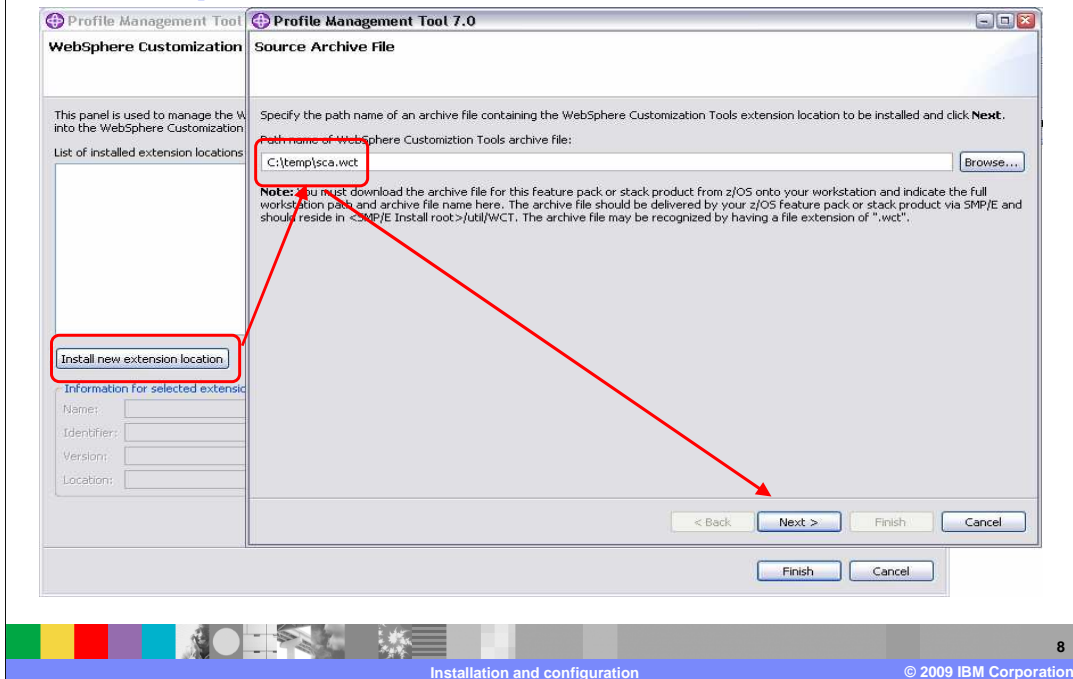 Profile Management Tool
WebSphere Customization
This panel is used to manage the W
into the WebSphere Customization
List of installed extension locations
Install new extension location
Information for selected extensio
Name:
Identifier:
Version:
Location:
Finish
Cancel
Profile Management Tool 7.0
Source Archive File
Specify the path name of an archive file containing the WebSphere Customization Tools extension location to be installed and click Next.
Path name of WebSphere Customiztion Tools archive file:
C:\temp\sca.wct
Browse...
Note: You must download the archive file for this feature pack or stack product from z/OS onto your workstation and indicate the full
workstation path and archive file name here. The archive file should be delivered by your z/OS feature pack or stack product via SMP/E and
should reside in <SMP/E Install root>/util/WCT. The archive file may be recognized by having a file extension of ".wct".
< Back
Next >
Finish
Cancel
8
Installation and configuration
© 2009 IBM Corporation